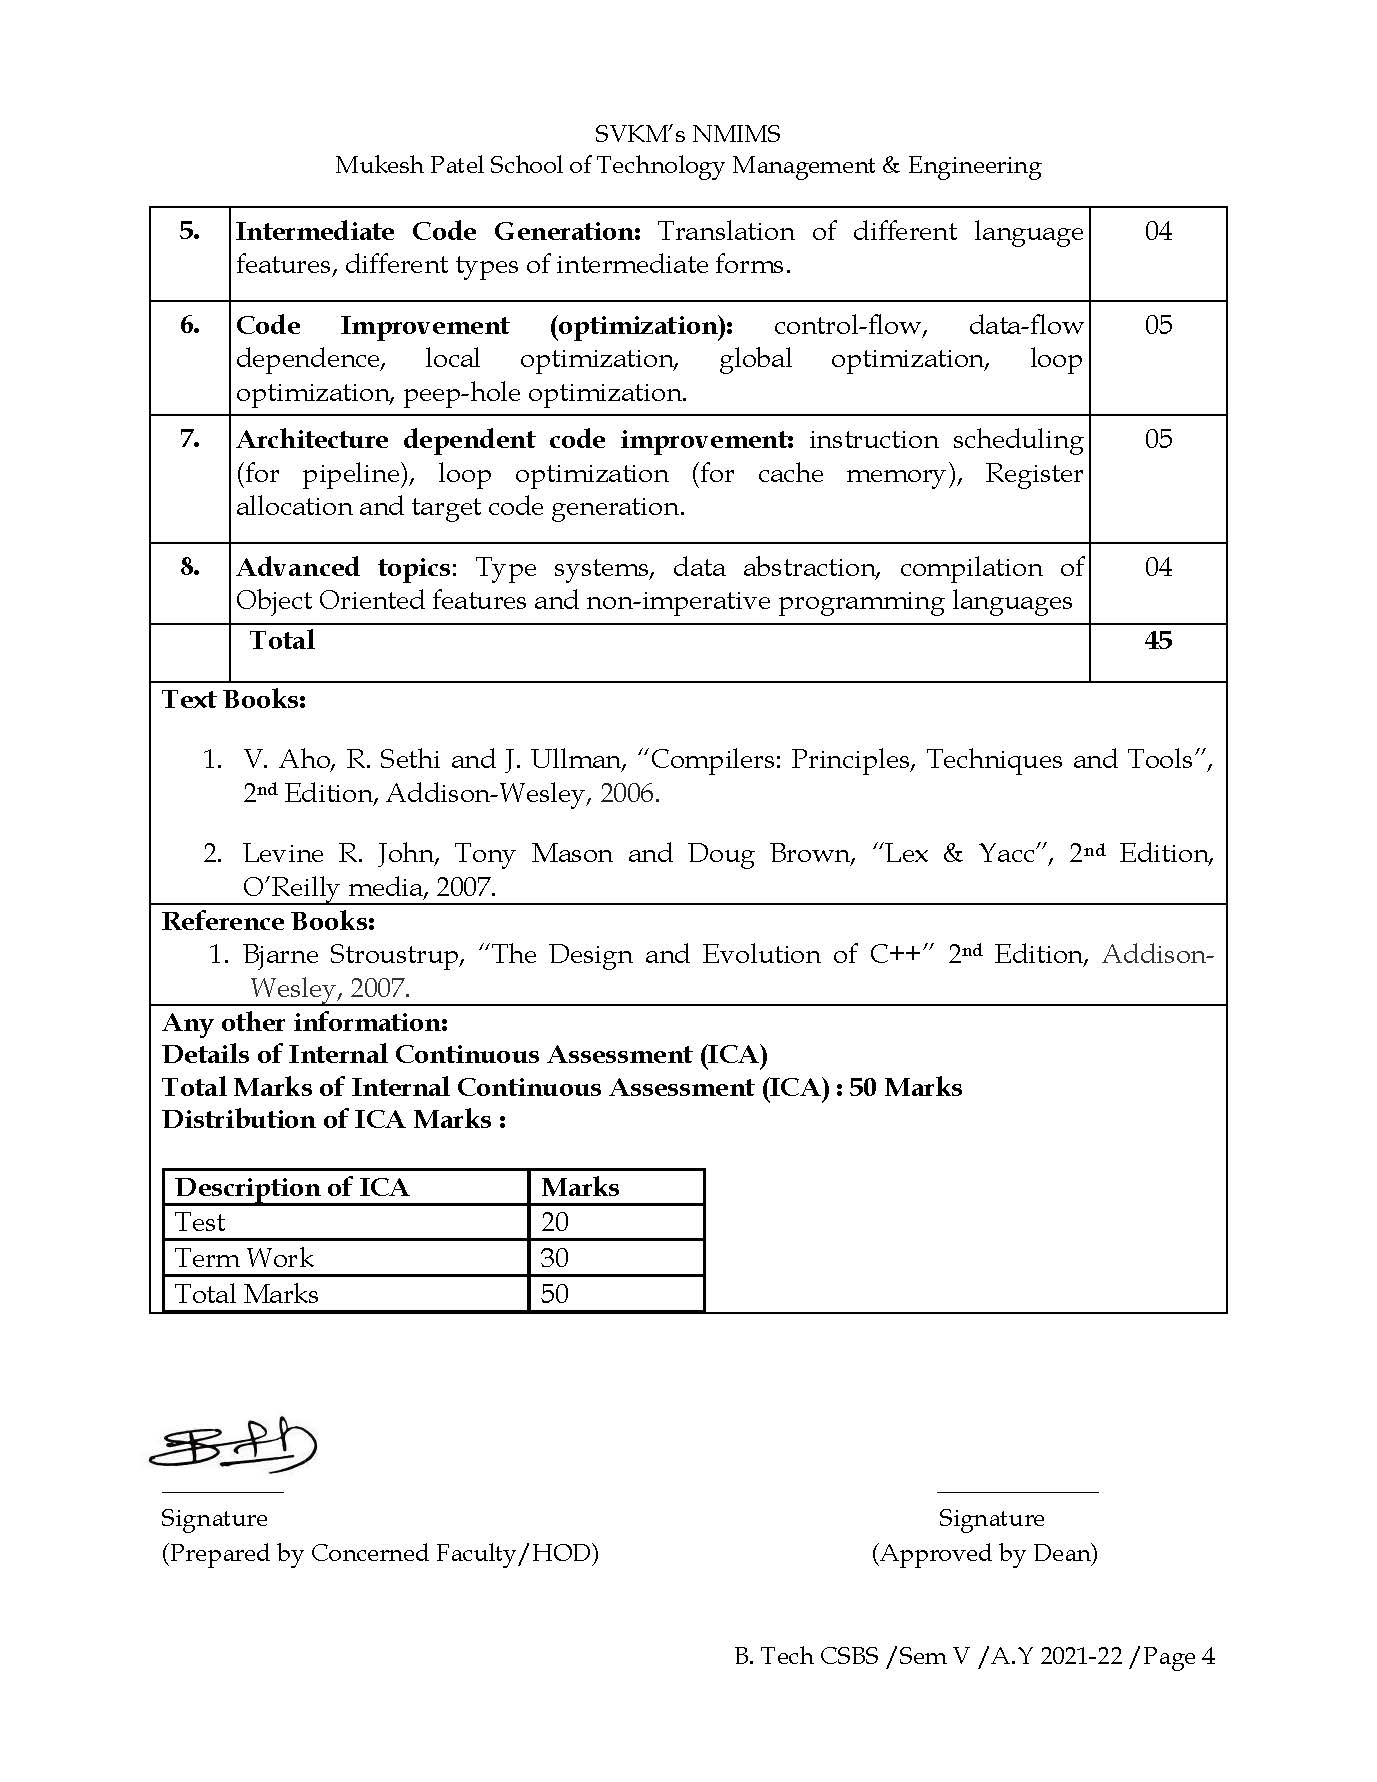 SVKM's NMIMS
Mukesh Patel School of Technology Management & Engineering
5. Intermediate Code Generation: Translation of different language 04
features, different types of intermediate forms.
6. Code Improvement (optimization): control-flow, data-flow 05
dependence, local optimization, global optimization, loop
optimization, peep-hole optimization.
7. Architecture dependent code improvement: instruction scheduling 05
(for pipeline), loop optimization (for cache memory), Register
allocation and target code generation.
8. Advanced topics: Type systems, data abstraction, compilation of 04
Object Oriented features and non-imperative programming languages
Total 45
Text Books:
1. V. Aho, R. Sethi and J. Ullman, “Compilers: Principles, Techniques and Tools”,
2nd Edition, Addison-Wesley, 2006.
2. Levine R. John, Tony Mason and Doug Brown, “Lex & Yacc”, 2nd Edition,
O’Reilly media, 2007.
Reference Books:
1. Bjarne Stroustrup, “The Design and Evolution of C++” 2nd Edition, Addison-
Wesley, 2007.
Any other information:
Details of Internal Continuous Assessment (ICA)
Total Marks of Internal Continuous Assessment (ICA) : 50 Marks
Distribution of ICA Marks :
Description of ICA Marks
Test 20
Term Work 30
Total Marks 50
Signature Signature
(Prepared by Concerned Faculty/HOD) (Approved by Dean)
B. Tech CSBS /Sem V /A.Y 2021-22 /Page 4